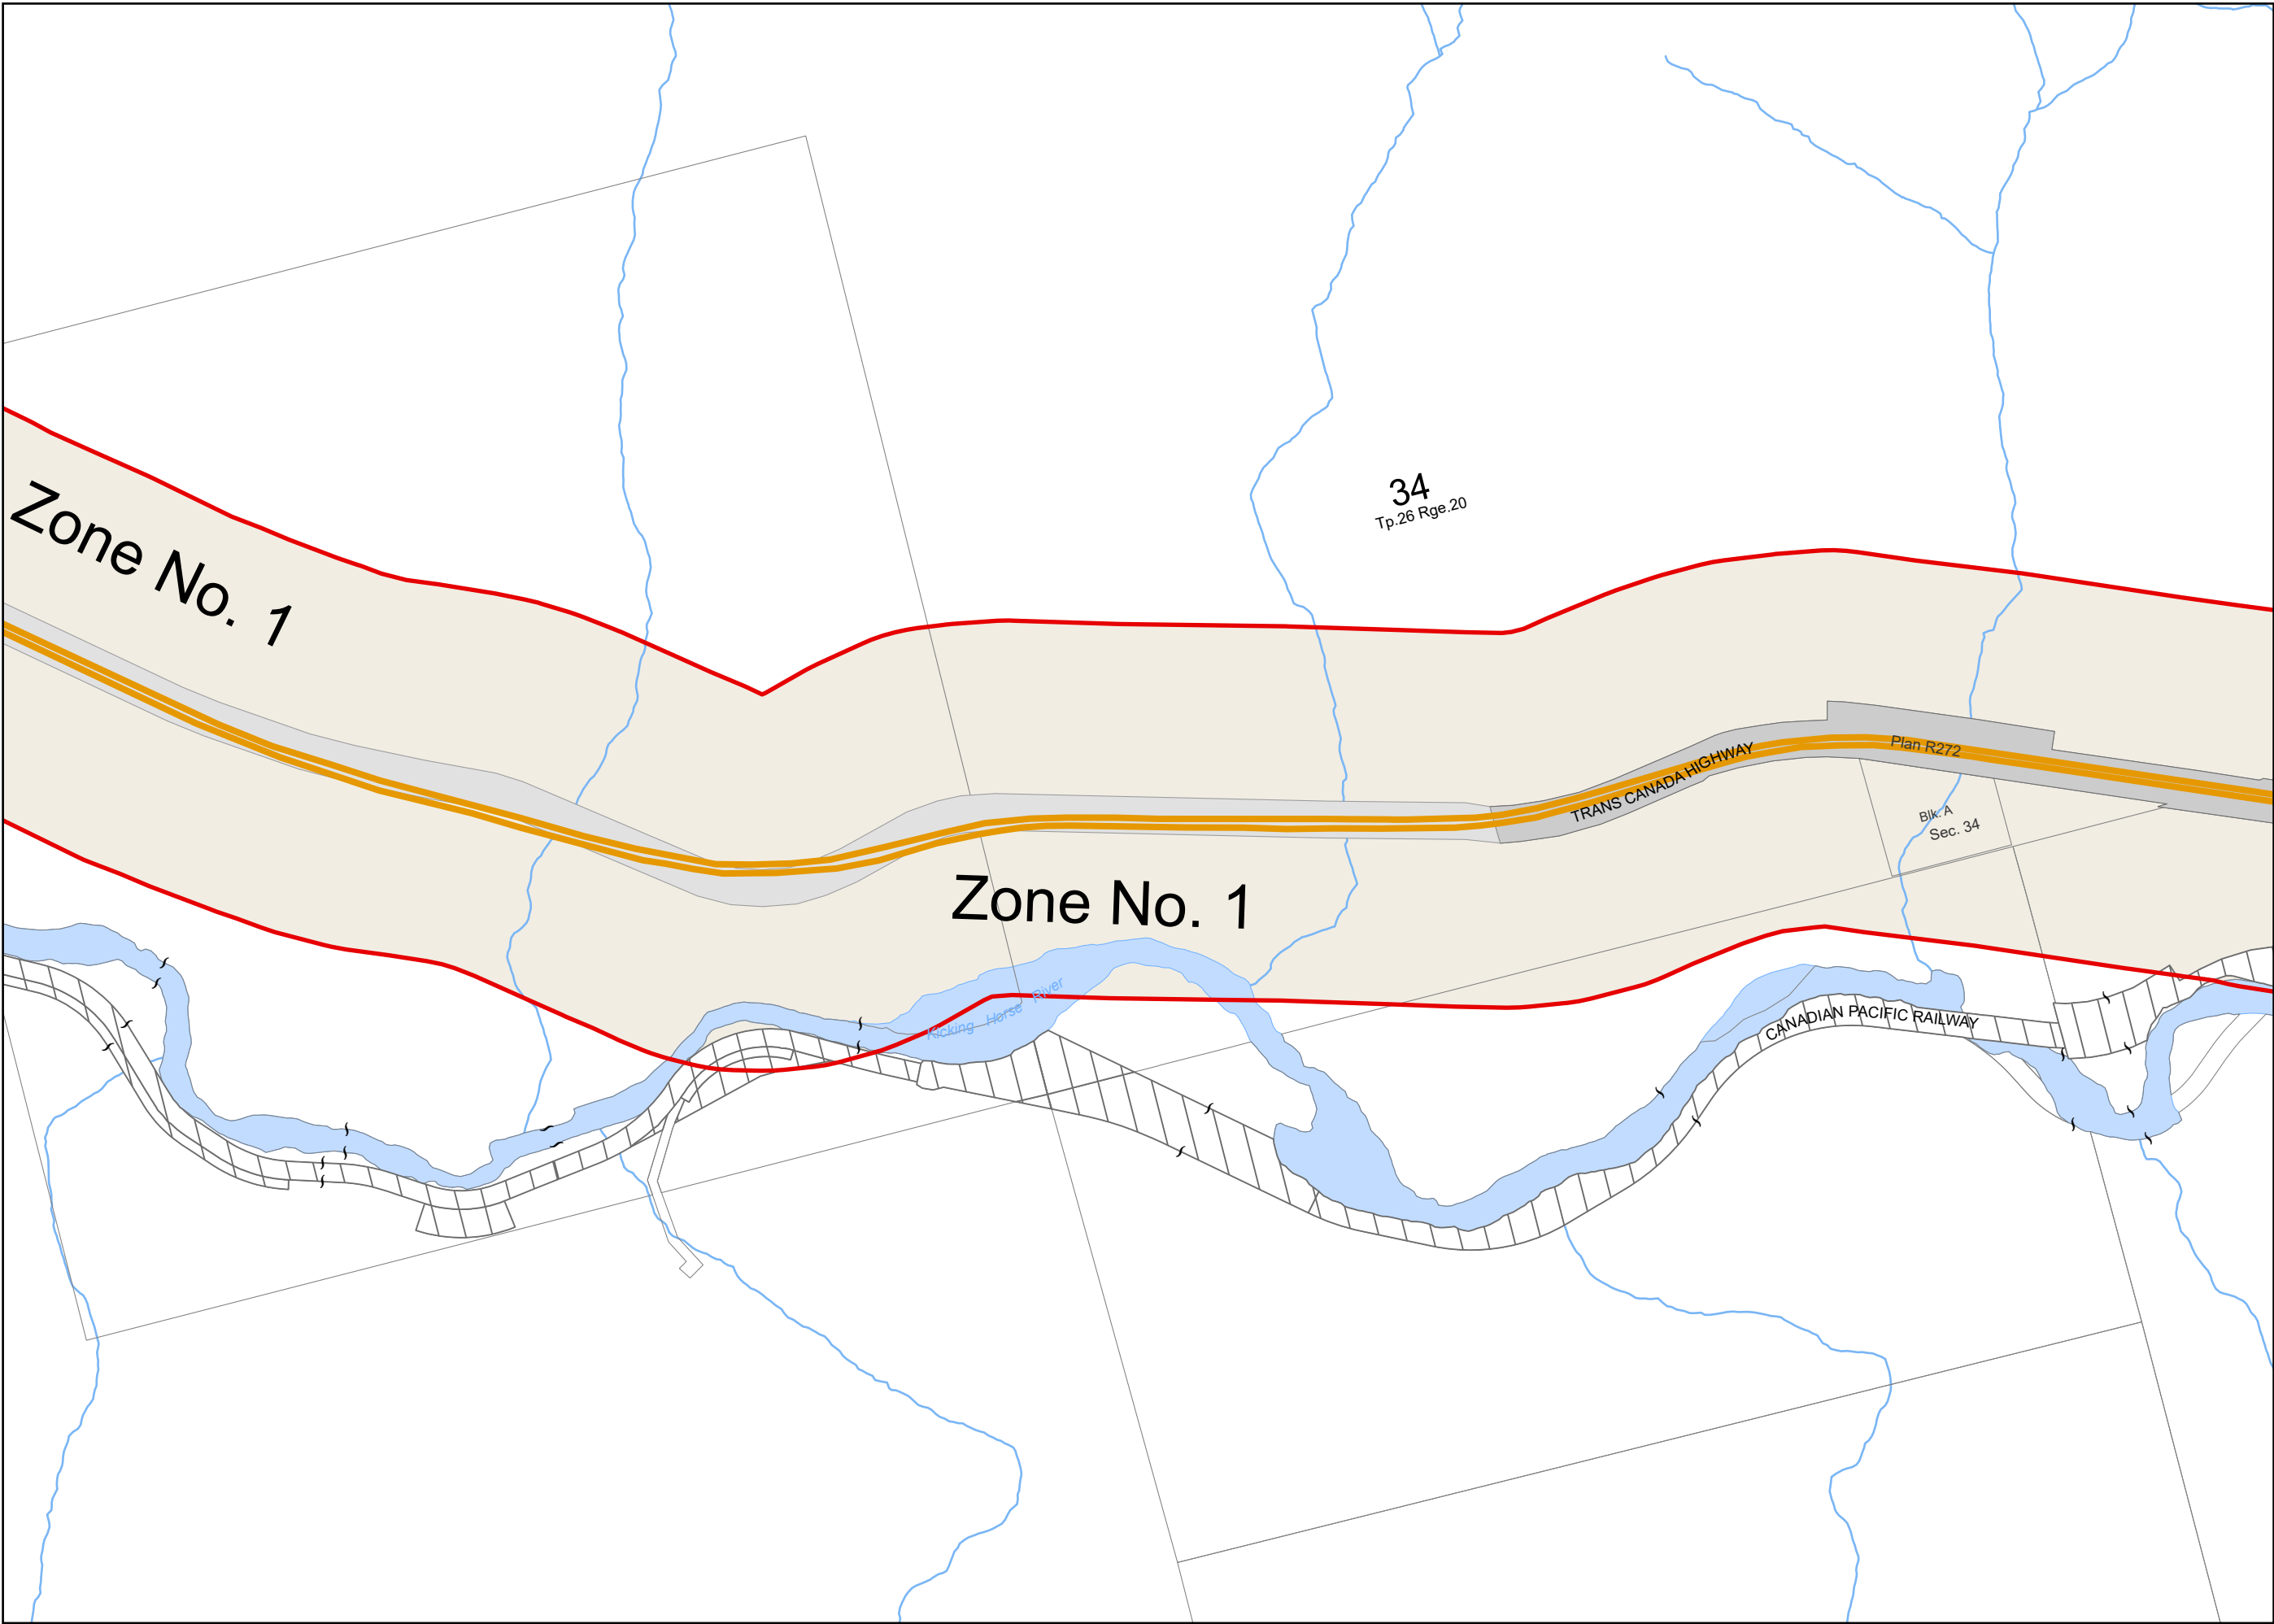 34
Tp.26 Rge.20
Zone No. 1
TRANS CANADA HIGHWAY
Plan R272
Blk. A
Sec. 34
Zone No. 1
Kicking Horse River
CANADIAN PACIFIC RAILWAY